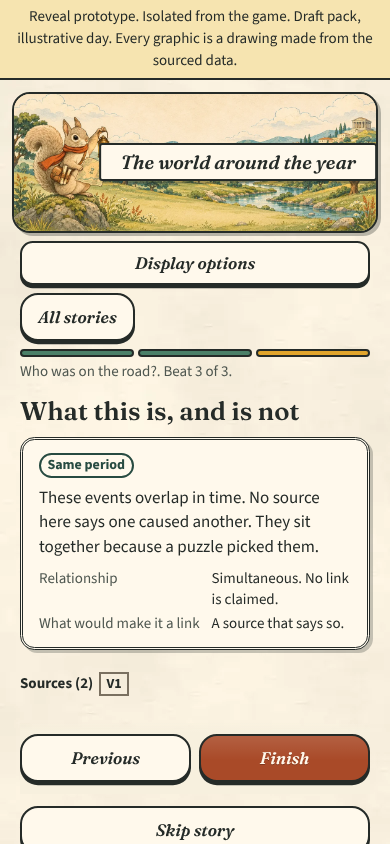 Reveal prototype. Isolated from the game. Draft pack,
illustrative day. Every graphic is a drawing made from the
sourced data.
The world around the year
Display options
All stories
Who was on the road?. Beat 3 of 3.
What this is, and is not
Same period
These events overlap in time. No source
here says one caused another. They sit
together because a puzzle picked them.
Relationship Simultaneous. No link
is claimed.
What would make it a link A source that says so.
Sources (2) V1
Previous Finish
Skip story